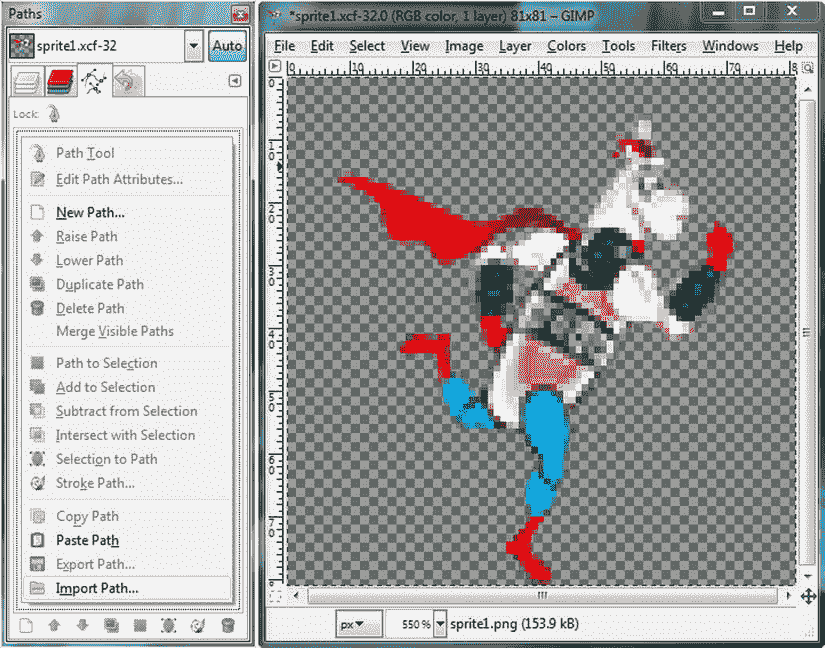 Paths
sprite1.xcf-32
Auto
Lock:
Path Tool
Edit Path Attributes...
New Path...
Raise Path
Lower Path
Duplicate Path
Delete Path
Merge Visible Paths
Path to Selection
Add to Selection
Subtract from Selection
Intersect with Selection
Selection to Path
Stroke Path...
Copy Path
Paste Path
Export Path...
Import Path...
*sprite1.xcf-32.0 (RGB color, 1 layer) 81x81 – GIMP
File Edit Select View Image Layer Colors Tools Filters Windows Help
0 10 20 30 40 50 60 70 8
0
10
20
30
40
50
60
70
8
px 550 % sprite1.png (153.9 kB)